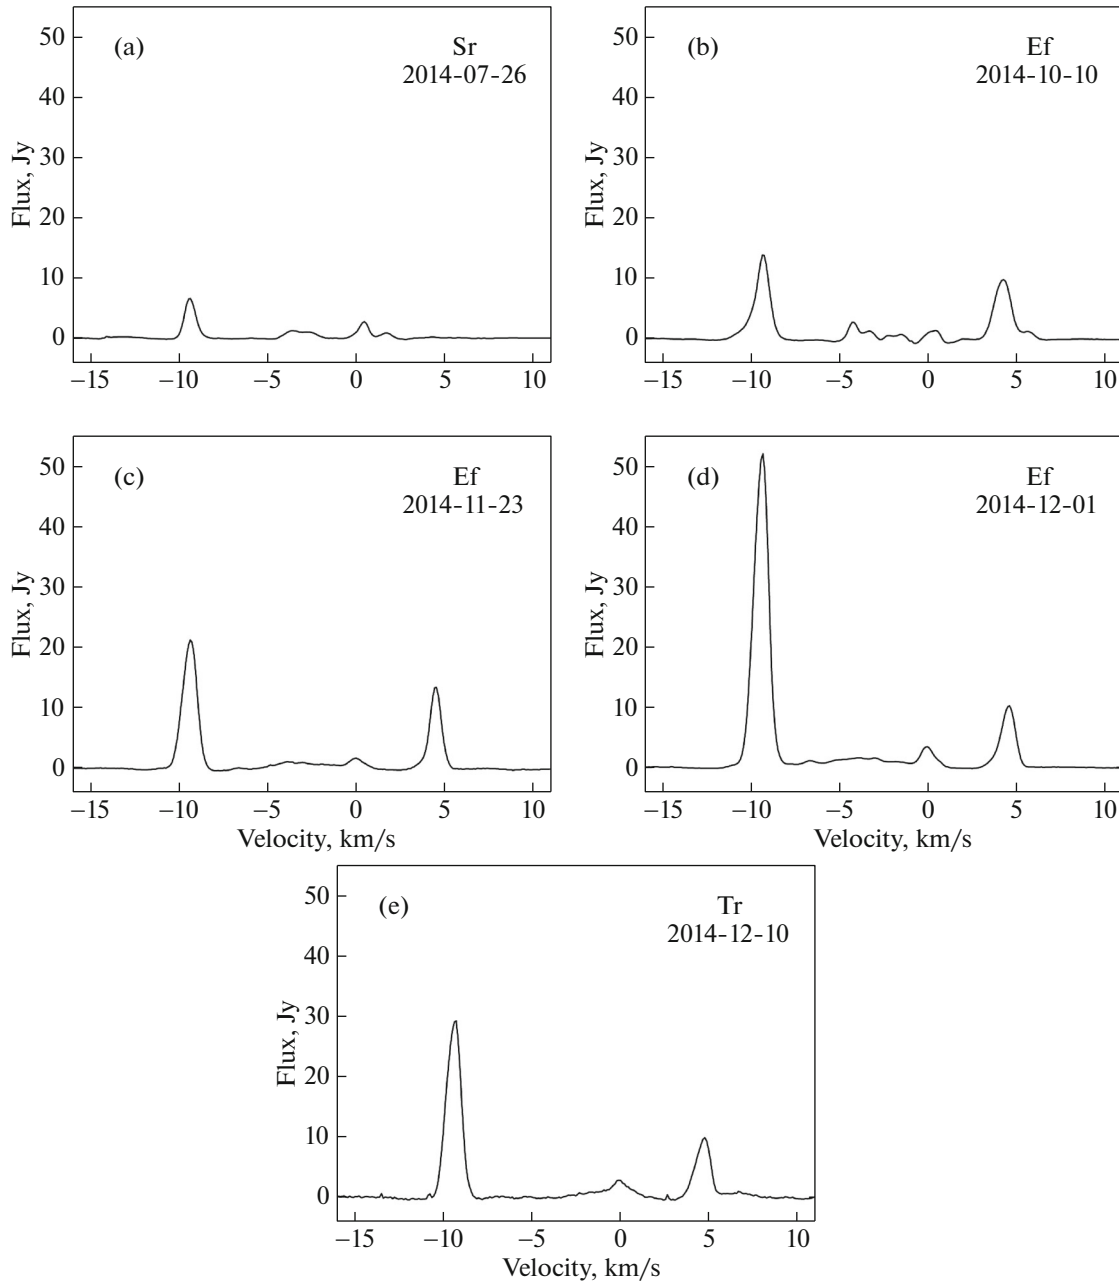 (a)
Sr
2014-07-26
50
40
30
20
10
0
Flux, Jy
−15 −10 −5 0 5 10
(b)
Ef
2014-10-10
50
40
30
20
10
0
Flux, Jy
−15 −10 −5 0 5 10
(c)
Ef
2014-11-23
50
40
30
20
10
0
Flux, Jy
−15 −10 −5 0 5 10
Velocity, km/s
(d)
Ef
2014-12-01
50
40
30
20
10
0
Flux, Jy
−15 −10 −5 0 5 10
Velocity, km/s
(e)
Tr
2014-12-10
50
40
30
20
10
0
Flux, Jy
−15 −10 −5 0 5 10
Velocity, km/s